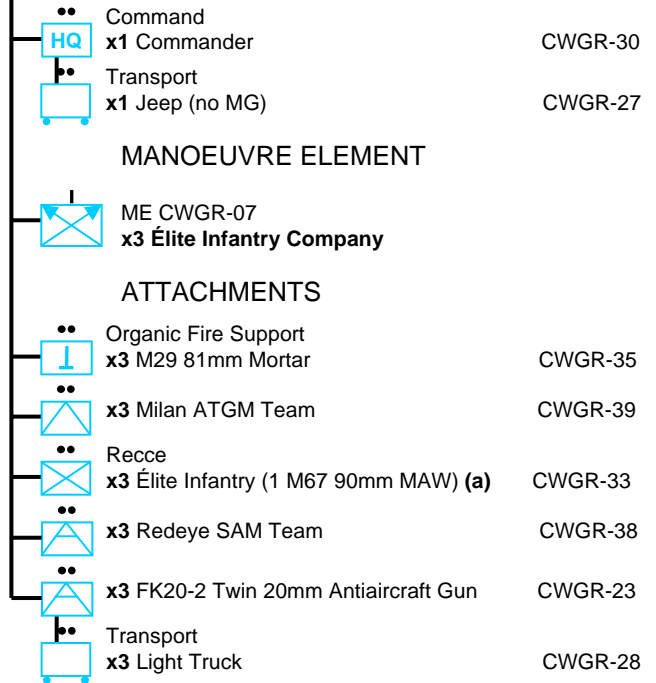 Command
HQ x1 Commander CWGR-30
Transport
x1 Jeep (no MG) CWGR-27
MANOEUVRE ELEMENT
ME CWGR-07
x3 Élite Infantry Company
ATTACHMENTS
Organic Fire Support
x3 M29 81mm Mortar CWGR-35
x3 Milan ATGM Team CWGR-39
Recce
x3 Élite Infantry (1 M67 90mm MAW) (a) CWGR-33
x3 Redeye SAM Team CWGR-38
x3 FK20-2 Twin 20mm Antiaircraft Gun CWGR-23
Transport
x3 Light Truck CWGR-28